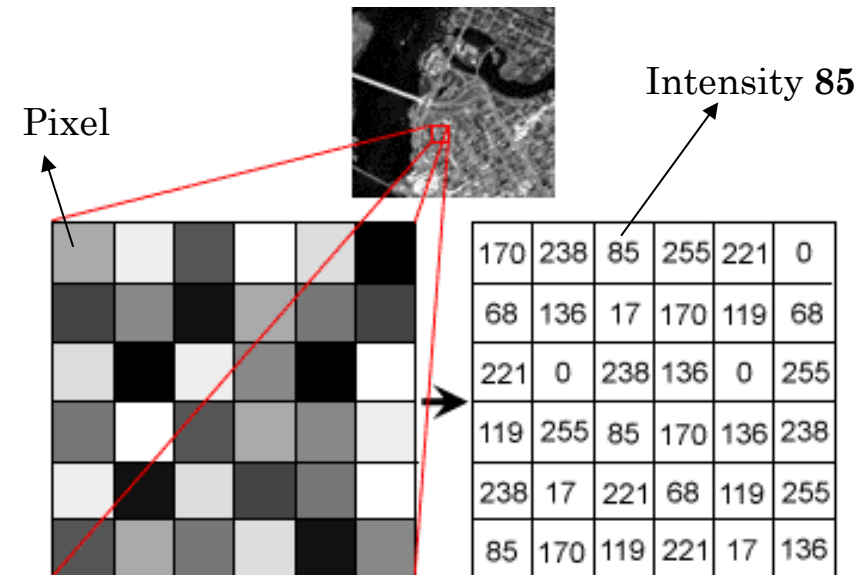 Intensity 85
Pixel
170 238 85 255 221 0
68 136 17 170 119 68
221 0 238 136 0 255
119 255 85 170 136 238
238 17 221 68 119 255
85 170 119 221 17 136